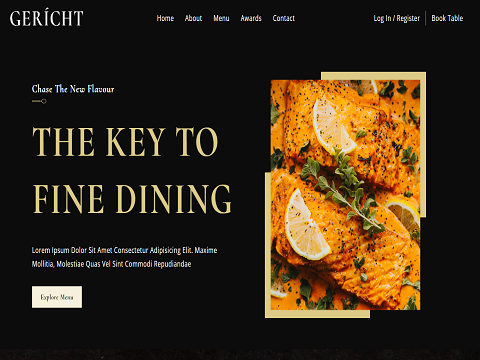 GERÍCHT
Home About Menu Awards Contact
Log In / Register Book Table
Chase The New Flavour
THE KEY TO
FINE DINING
Lorem Ipsum Dolor Sit Amet Consectetur Adipisicing Elit. Maxime
Mollitia, Molestiae Quas Vel Sint Commodi Repudiandae
Explore Menu